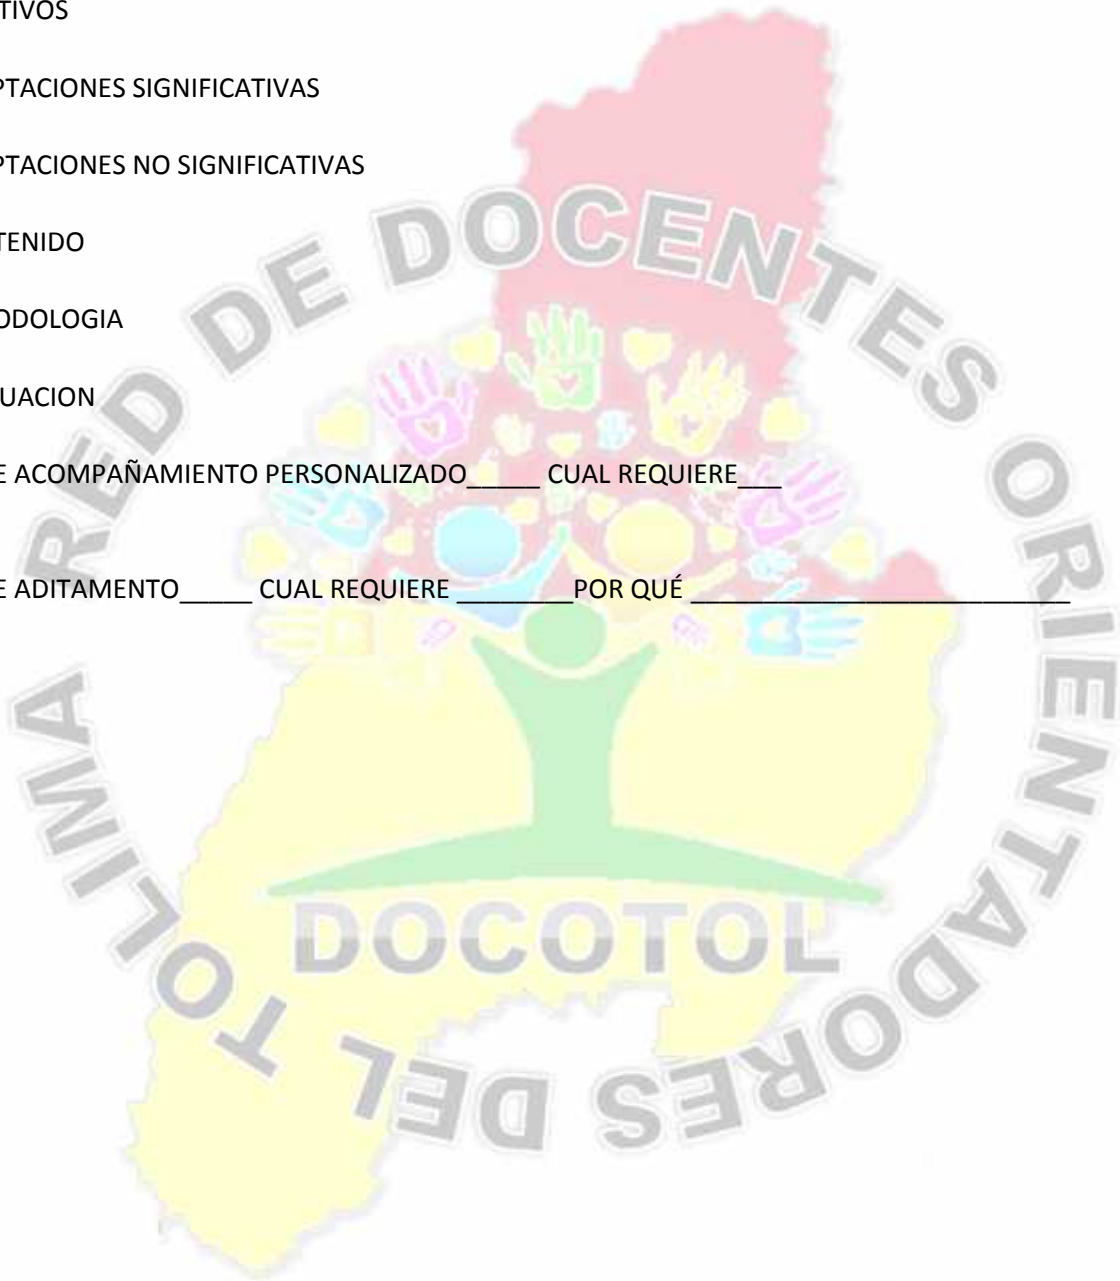 TIVOS
PTACIONES SIGNIFICATIVAS
PTACIONES NO SIGNIFICATIVAS
TENIDO
ODOLOGIA
UACION
E ACOMPAÑAMIENTO PERSONALIZADO_____ CUAL REQUIERE___
E ADITAMENTO_____ CUAL REQUIERE ________POR QUÉ __________________________
RED DE DOCENTES ORIENTADORES DEL TOLIMA
DOCOTOL